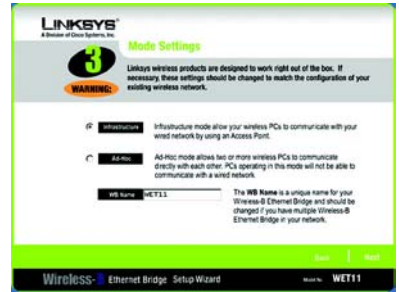 LINKSYS®
A Division of Cisco Systems, Inc.
3
WARNING:
Mode Settings
Linksys wireless products are designed to work right out of the box. If
necessary, these settings should be changed to match the configuration of your
existing wireless network.
Infrastructure
Infrastructure mode allow your wireless PCs to communicate with your
wired network by using an Access Point.
Ad-Hoc
Ad-Hoc mode allows two or more wireless PCs to communicate
directly with each other. PCs operating in this mode will not be able to
communicate with a wired network.
WB Name
WET11
The WB Name is a unique name for your
Wireless-B Ethernet Bridge and should be
changed if you have multiple Wireless-B
Ethernet Bridge in your network.
Back
Next
Wireless-B Ethernet Bridge Setup Wizard
Model No. WET11